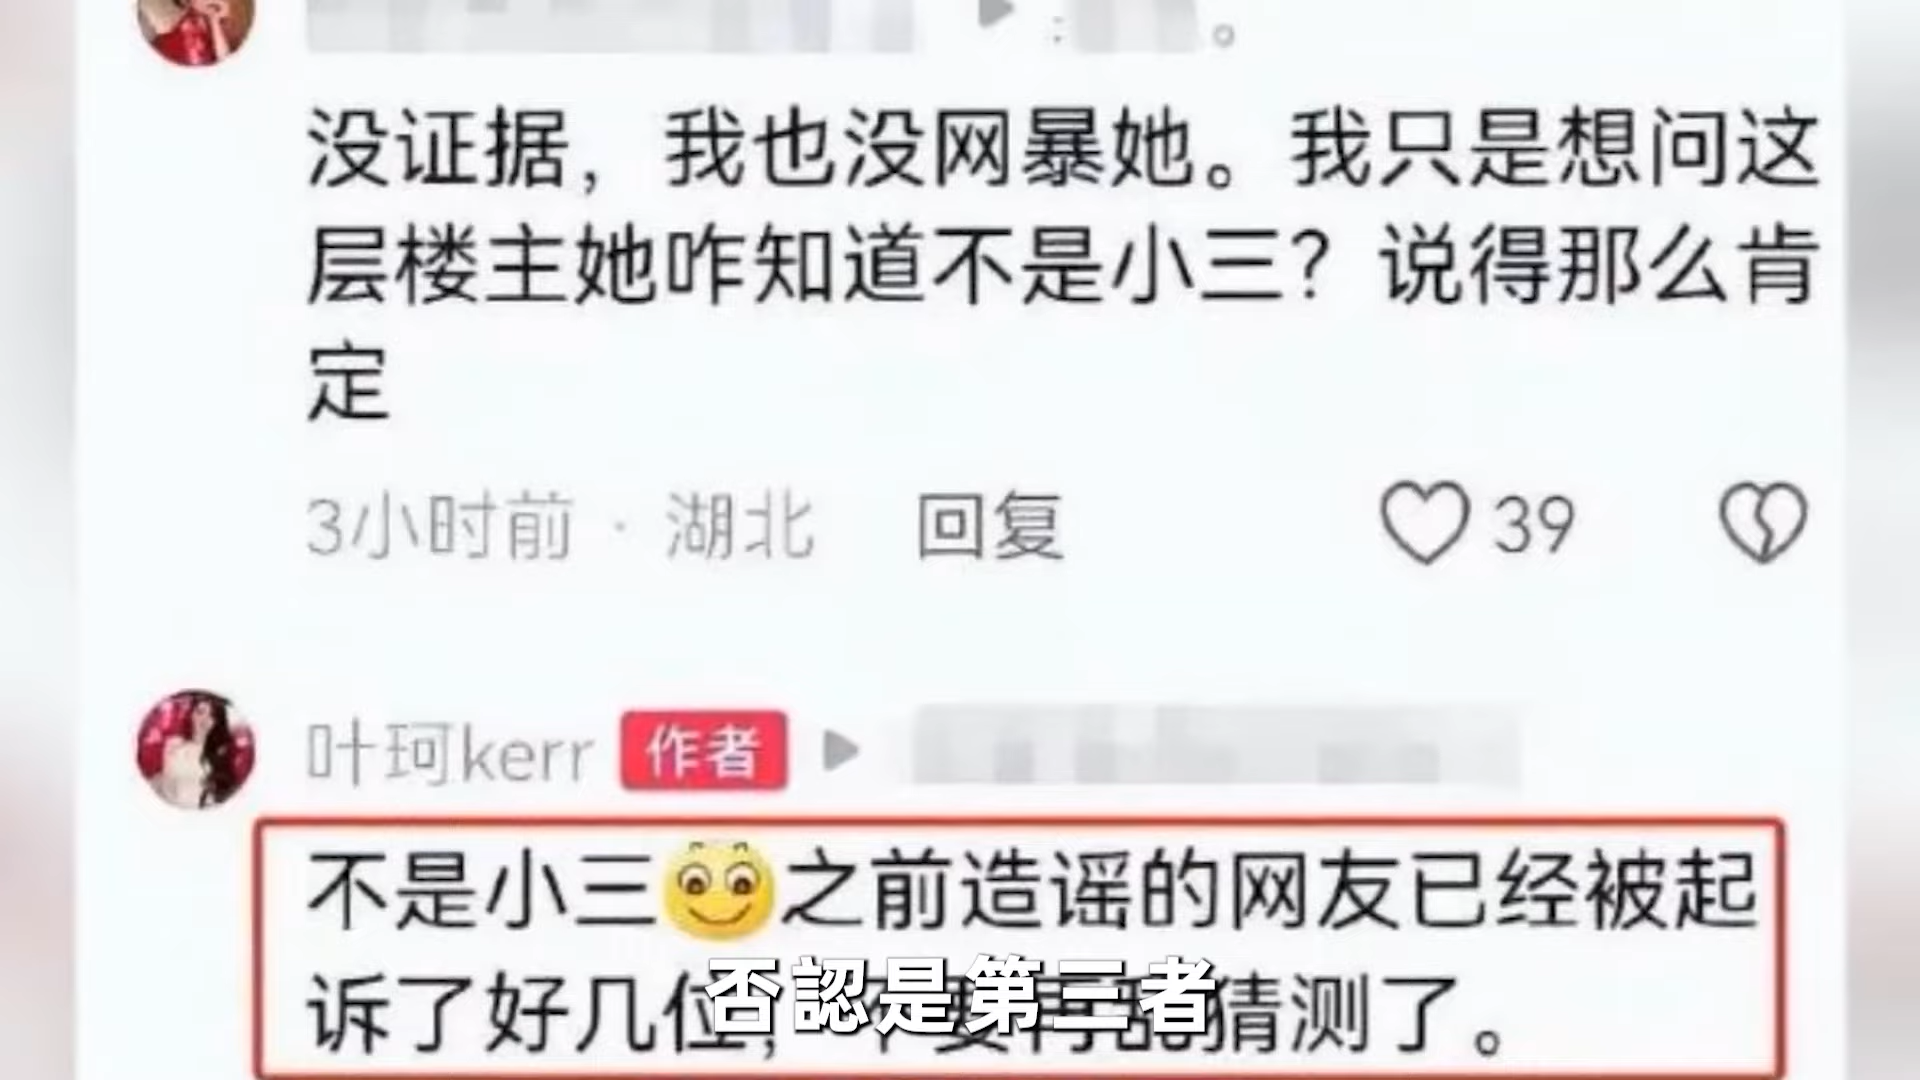 没证据，我也没网暴她。我只是想问这
层楼主她咋知道不是小三？说得那么肯
定
3小时前 · 湖北 回复 39
叶珂kerr 作者
不是小三之前造谣的网友已经被起
诉了好几位，不要再乱猜测了。
否認是第三者